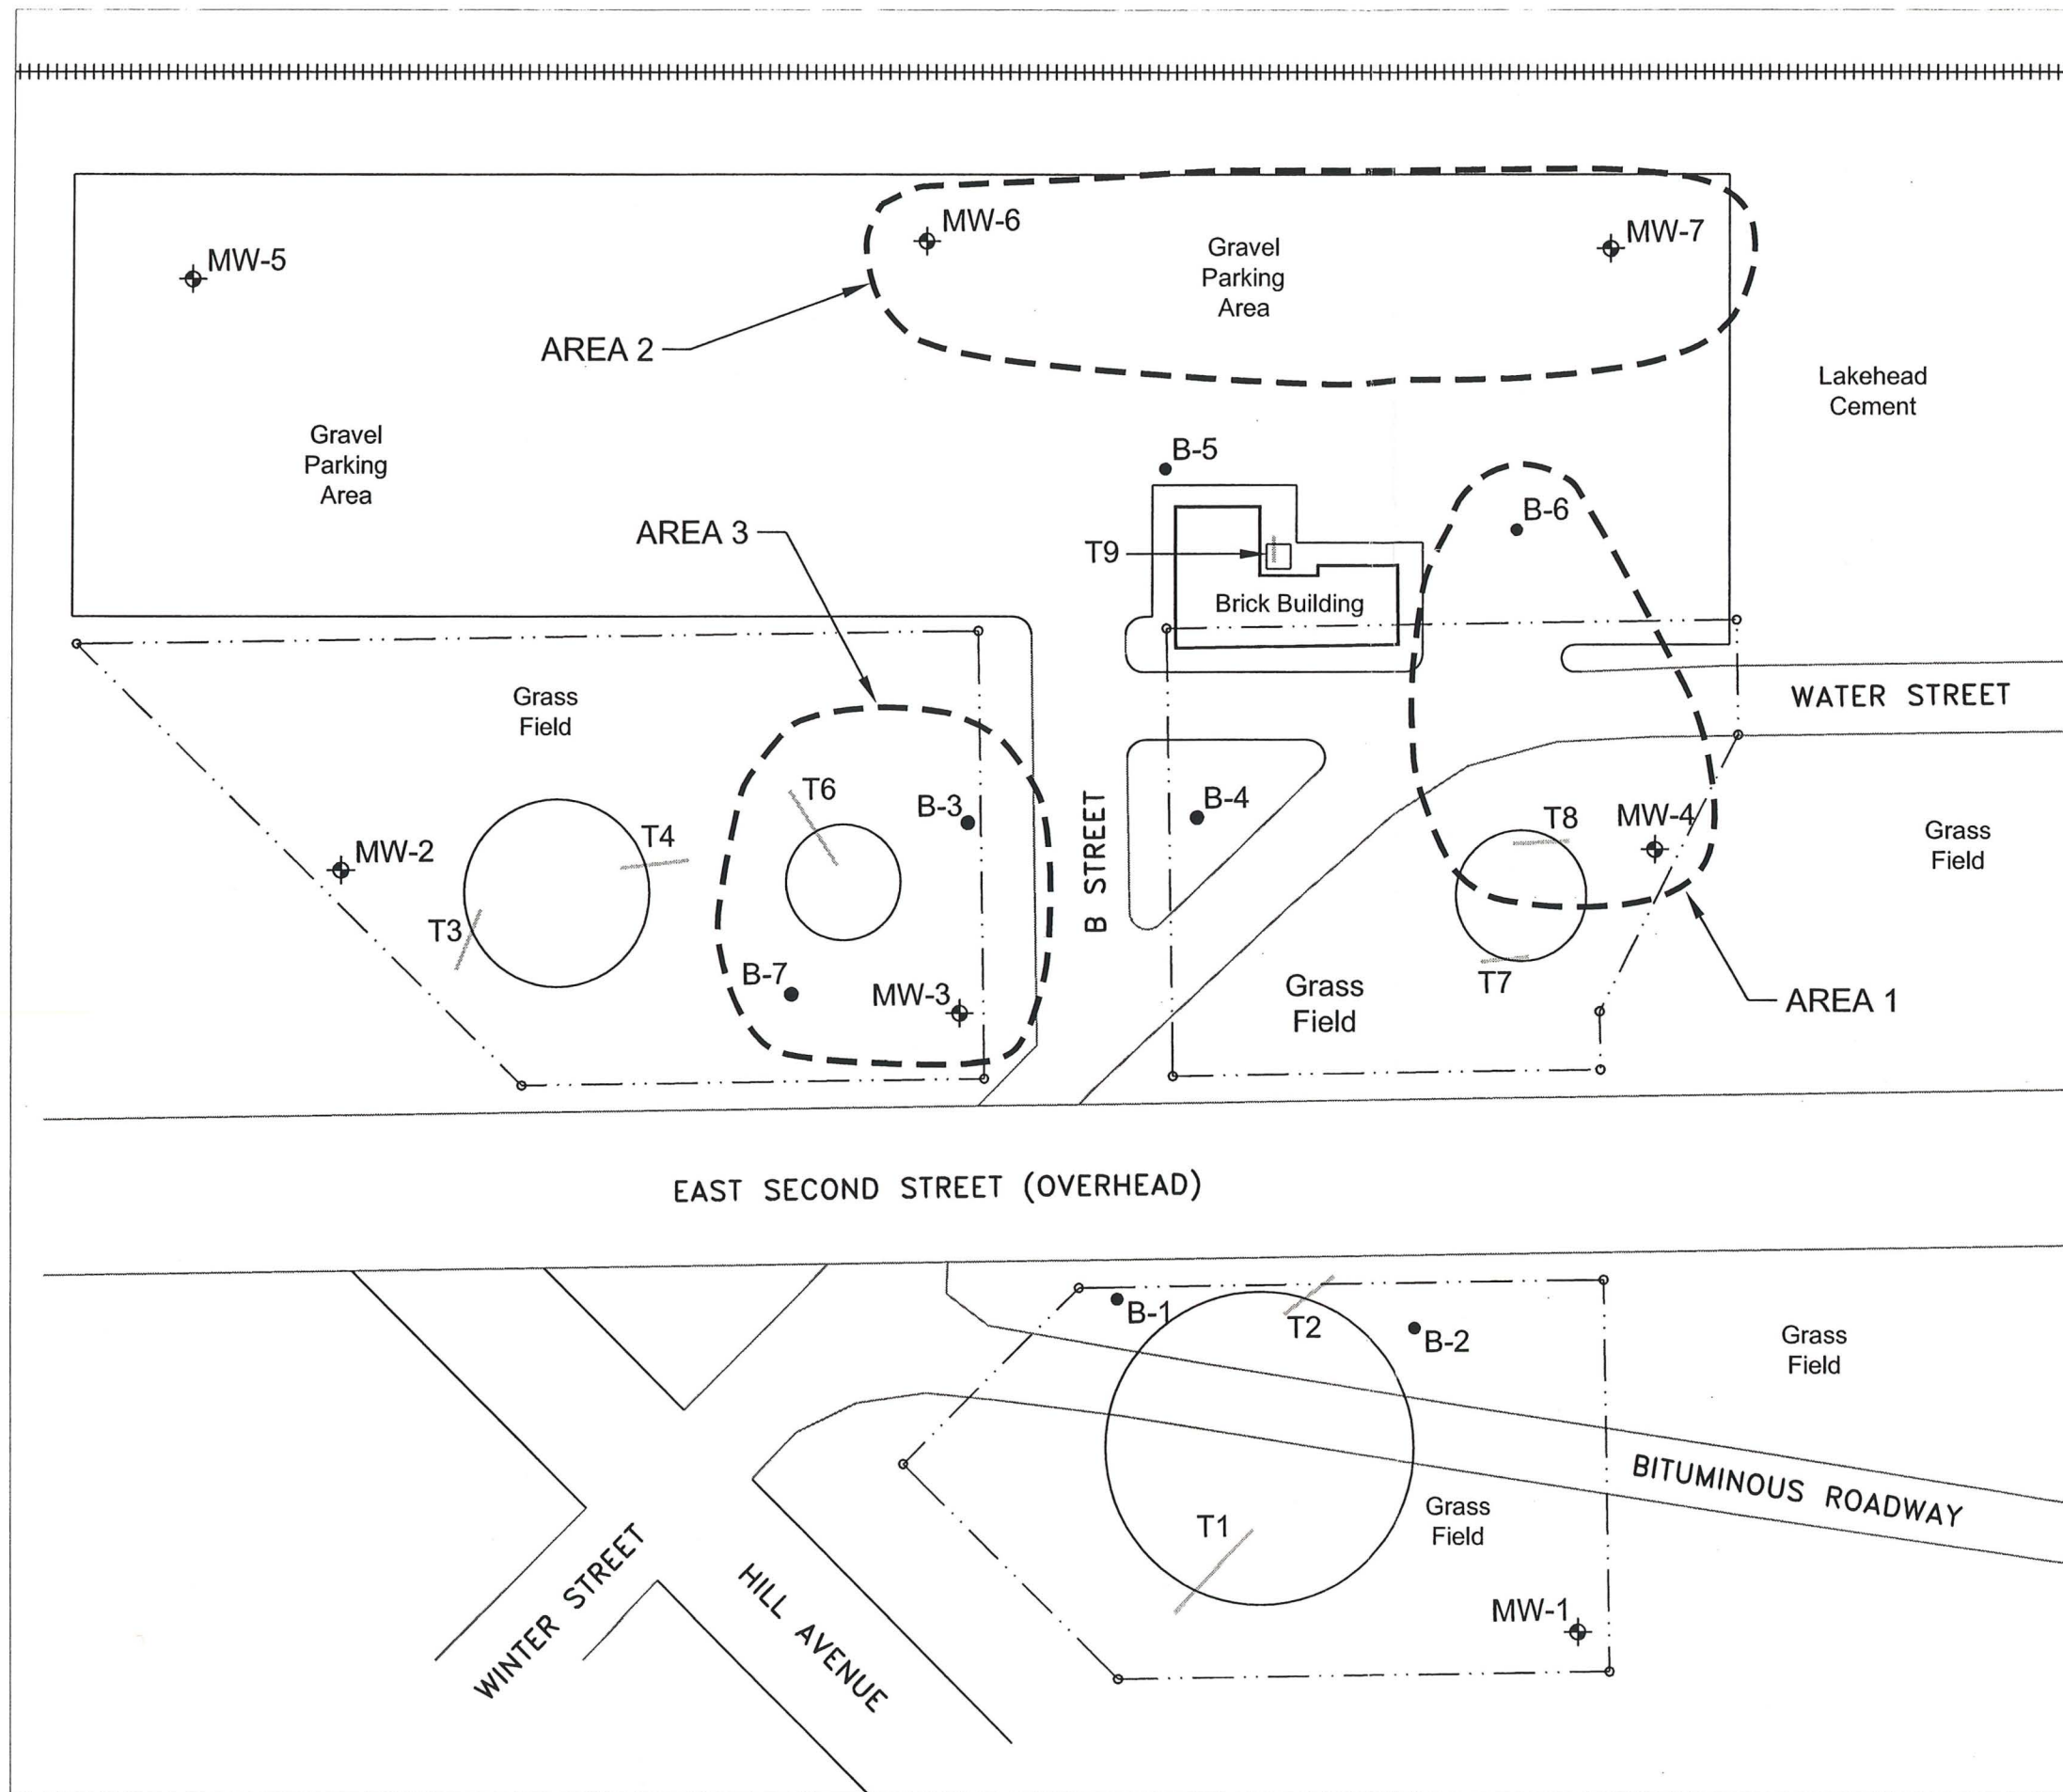 MW-6
MW-7
MW-5
Gravel
Parking
Area
AREA 2
Lakehead
Cement
Gravel
Parking
Area
B-5
B-6
AREA 3
T9
Brick Building
Grass
Field
WATER STREET
T6
B-3
B STREET
B-4
T8
MW-4
Grass
Field
T4
MW-2
T3
B-7
MW-3
Grass
Field
T7
AREA 1
EAST SECOND STREET (OVERHEAD)
B-1
T2
B-2
Grass
Field
BITUMINOUS ROADWAY
Grass
Field
T1
WINTER STREET
HILL AVENUE
MW-1